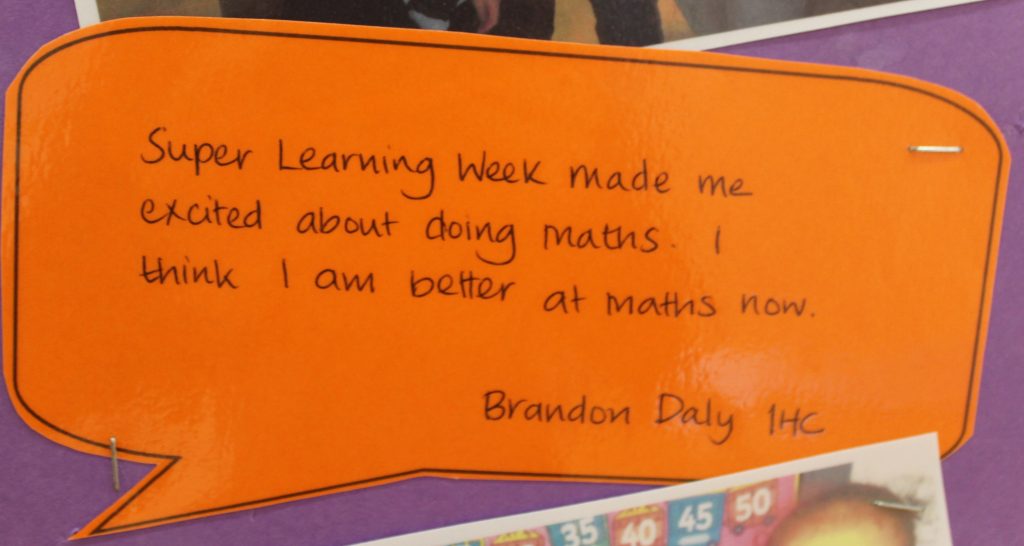 Super Learning Week made me
excited about doing maths. I
think I am better at maths now.
Brandon Daly 1HC
35 40 45 50